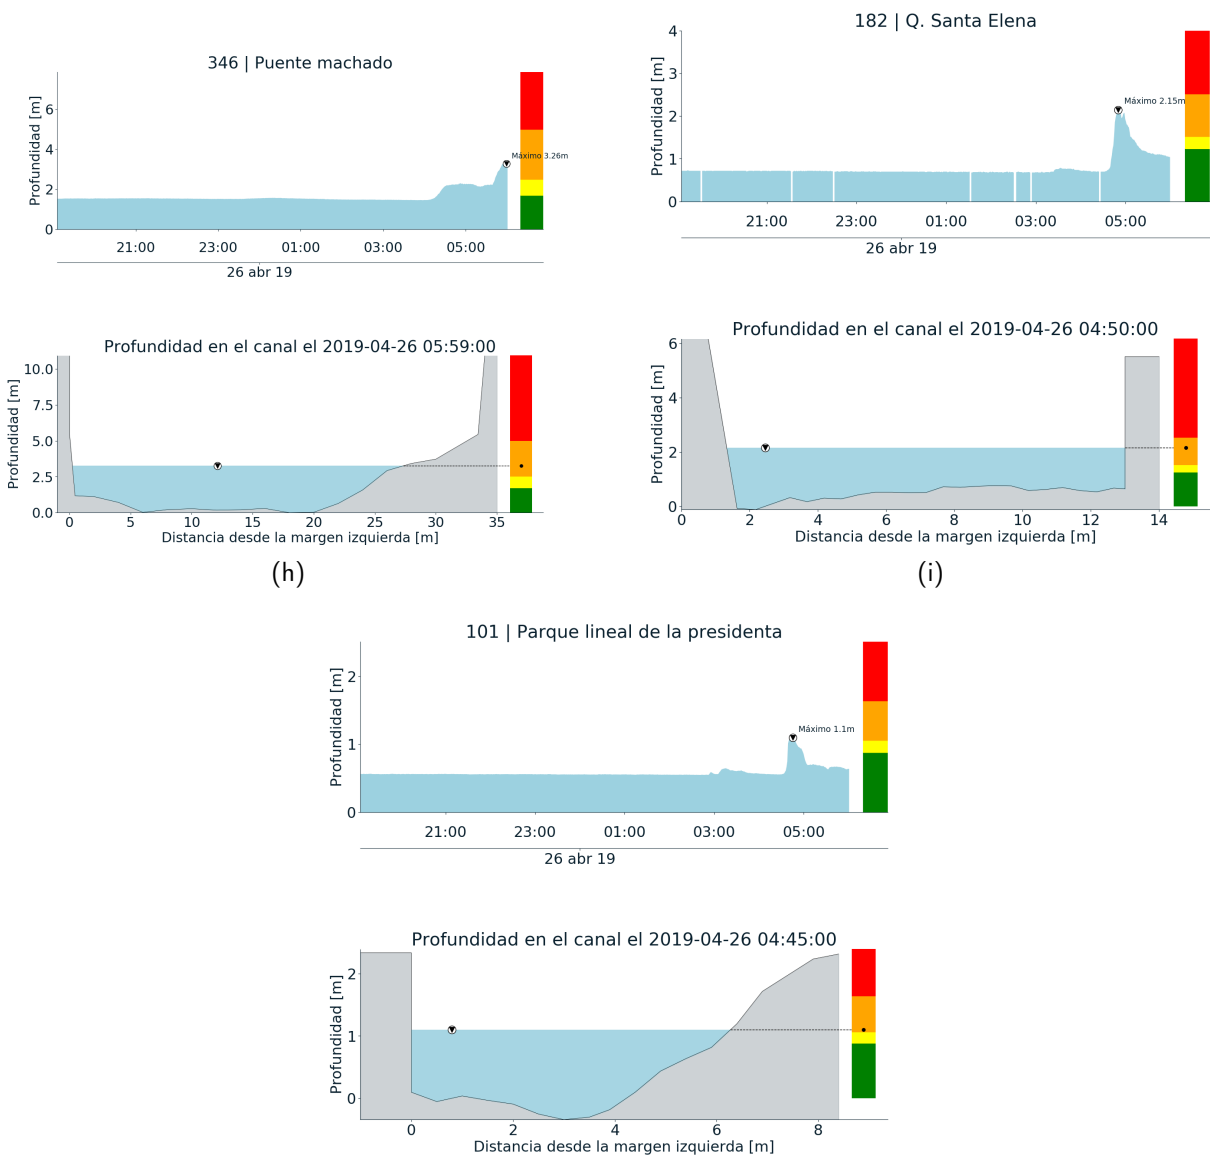 346 | Puente machado
Profundidad [m]
6
4
2
0
Máximo 3.26m
21:00 23:00 01:00 03:00 05:00
26 abr 19
Profundidad en el canal el 2019-04-26 05:59:00
Profundidad [m]
10.0
7.5
5.0
2.5
0.0
0 5 10 15 20 25 30 35
Distancia desde la margen izquierda [m]
(h)
182 | Q. Santa Elena
Profundidad [m]
4
3
2
1
0
Máximo 2.15m
21:00 23:00 01:00 03:00 05:00
26 abr 19
Profundidad en el canal el 2019-04-26 04:50:00
Profundidad [m]
6
4
2
0
0 2 4 6 8 10 12 14
Distancia desde la margen izquierda [m]
(i)
101 | Parque lineal de la presidenta
Profundidad [m]
2
1
0
Máximo 1.1m
21:00 23:00 01:00 03:00 05:00
26 abr 19
Profundidad en el canal el 2019-04-26 04:45:00
Profundidad [m]
2
1
0
0 2 4 6 8
Distancia desde la margen izquierda [m]